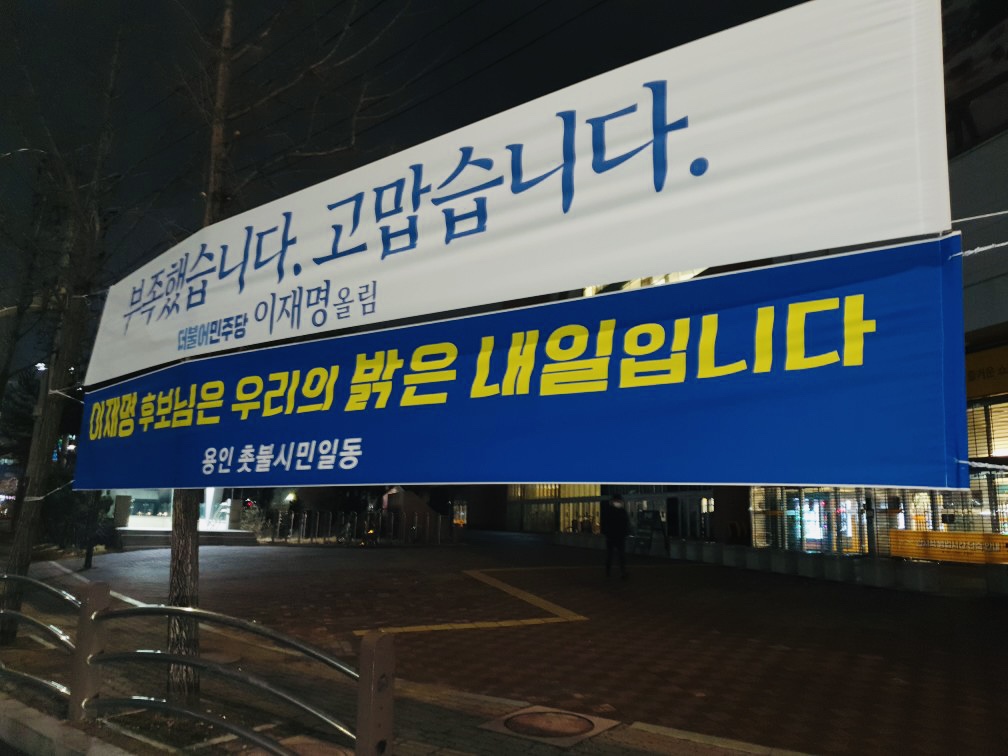 부족했습니다. 고맙습니다.
더불어민주당 이재명 올림
이재명 후보님은 우리의 밝은 내일입니다
용인 촛불시민일동